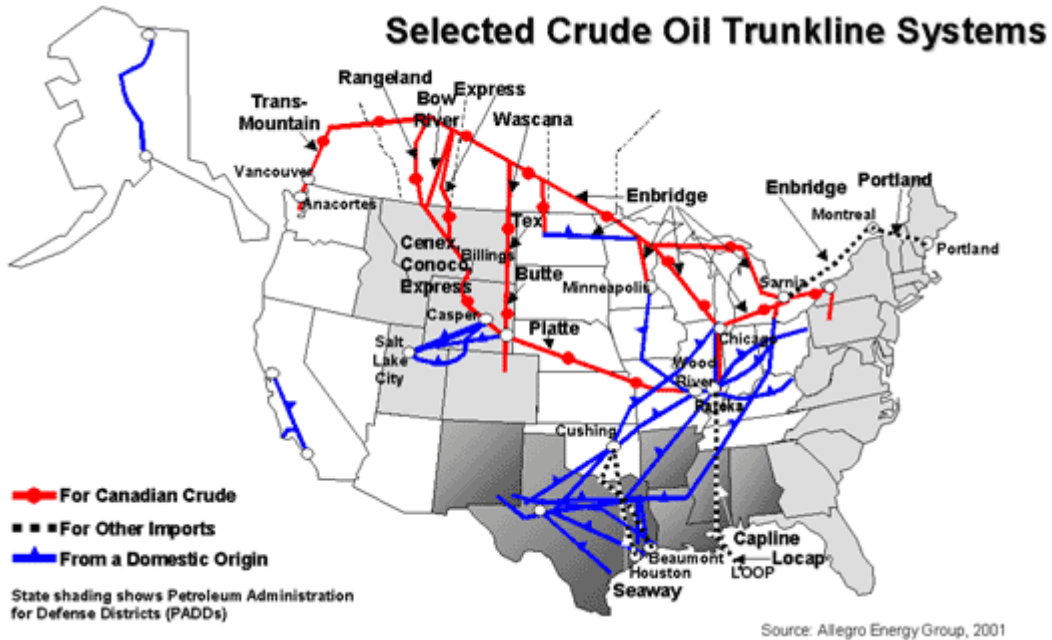 Selected Crude Oil Trunkline Systems
Rangeland
Bow
River
Express
Trans-
Mountain
Wascana
Vancouver
Anacortes
Enbridge
Enbridge
Portland
Montreal
Portland
Tex
Cenex
Conoco
Express
Billings
Butte
Minneapolis
Sarnia
Casper
Platte
Chicago
Salt
Lake
City
Wood
River
Patoka
Cushing
For Canadian Crude
For Other Imports
From a Domestic Origin
Capline
Locap
LOOP
Beaumont
Houston
Seaway
State shading shows Petroleum Administration
for Defense Districts (PADDs)
Source: Allegro Energy Group, 2001